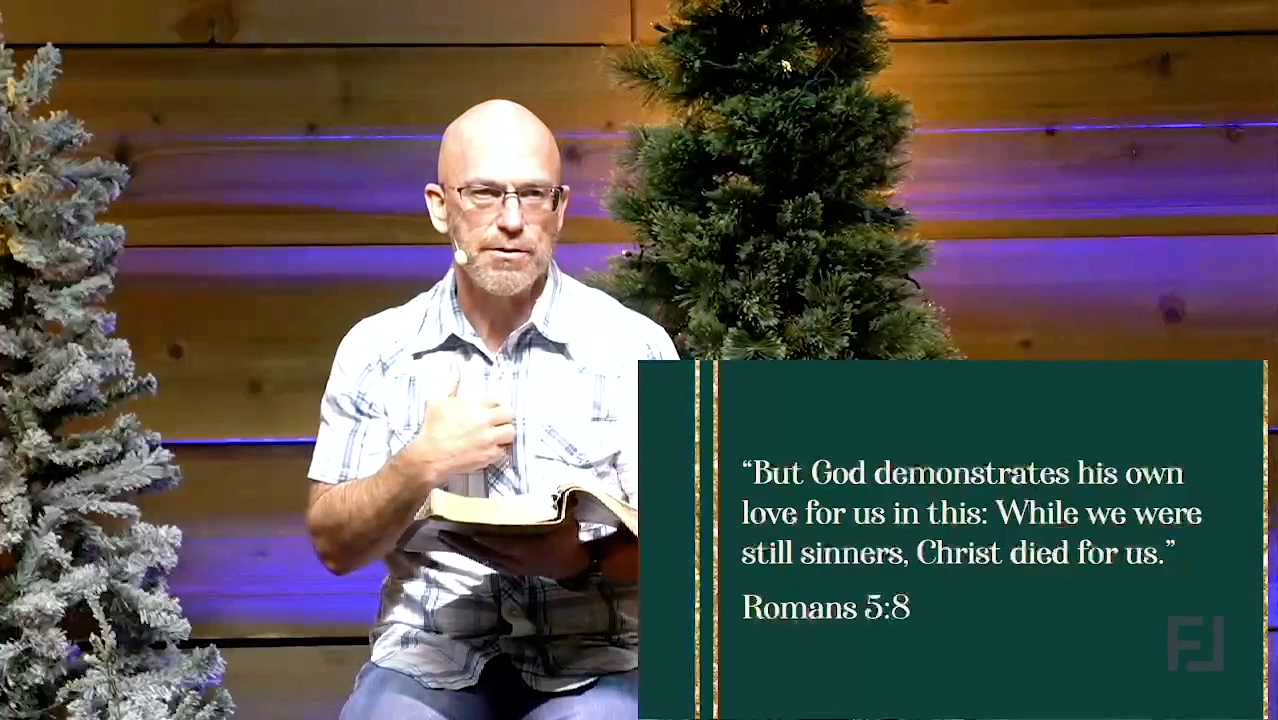 “But God demonstrates his own
love for us in this: While we were
still sinners, Christ died for us.”
Romans 5:8